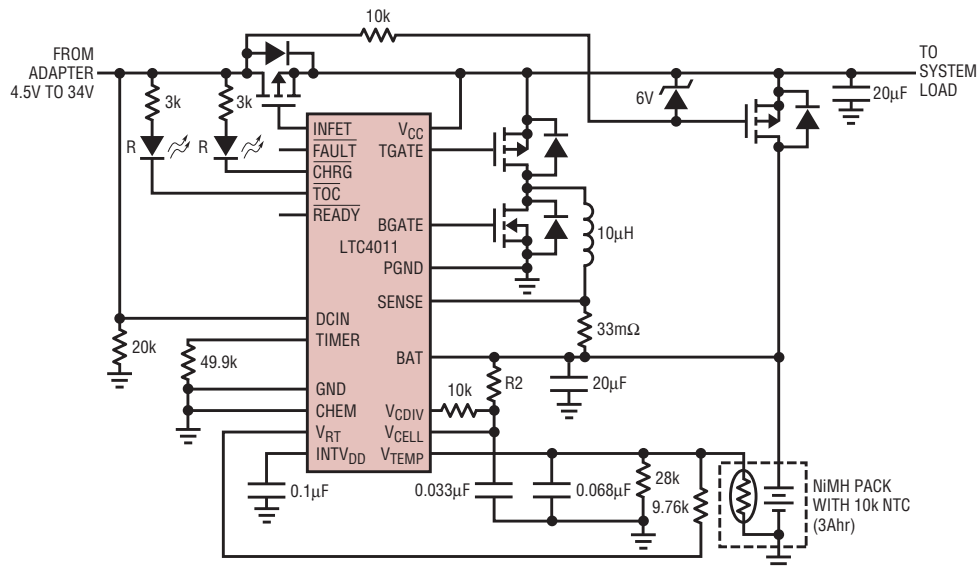 10k
FROM
ADAPTER
4.5V TO 34V
TO
SYSTEM
LOAD
3k
3k
6V
20μF
R
R
INFET
VCC
FAULT
TGATE
CHRG
TOC
READY
BGATE
LTC4011
10μH
PGND
SENSE
DCIN
33mΩ
20k
TIMER
49.9k
BAT
R2
20μF
10k
GND
CHEM
VCDIV
VRT
VCELL
INTVDD
VTEMP
0.1μF
0.033μF
0.068μF
28k
9.76k
NiMH PACK
WITH 10k NTC
(3Ahr)